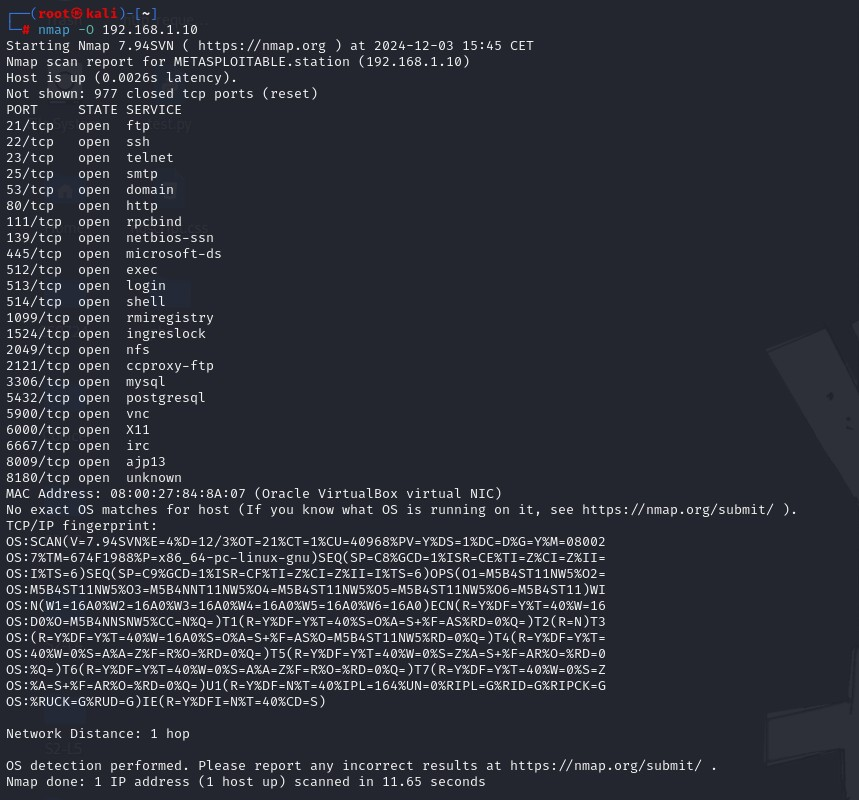 ┌──(root㉿kali)-[~]
└─# nmap -O 192.168.1.10
Starting Nmap 7.94SVN ( https://nmap.org ) at 2024-12-03 15:45 CET
Nmap scan report for METASPLOITABLE.station (192.168.1.10)
Host is up (0.0026s latency).
Not shown: 977 closed tcp ports (reset)
PORT     STATE SERVICE
21/tcp   open  ftp
22/tcp   open  ssh
23/tcp   open  telnet
25/tcp   open  smtp
53/tcp   open  domain
80/tcp   open  http
111/tcp  open  rpcbind
139/tcp  open  netbios-ssn
445/tcp  open  microsoft-ds
512/tcp  open  exec
513/tcp  open  login
514/tcp  open  shell
1099/tcp open  rmiregistry
1524/tcp open  ingreslock
2049/tcp open  nfs
2121/tcp open  ccproxy-ftp
3306/tcp open  mysql
5432/tcp open  postgresql
5900/tcp open  vnc
6000/tcp open  X11
6667/tcp open  irc
8009/tcp open  ajp13
8180/tcp open  unknown
MAC Address: 08:00:27:84:8A:07 (Oracle VirtualBox virtual NIC)
No exact OS matches for host (If you know what OS is running on it, see https://nmap.org/submit/ ).
TCP/IP fingerprint:
OS:SCAN(V=7.94SVN%E=4%D=12/3%OT=21%CT=1%CU=40968%PV=Y%DS=1%DC=D%G=Y%M=08002
OS:7%TM=674F1988%P=x86_64-pc-linux-gnu)SEQ(SP=C8%GCD=1%ISR=CE%TI=Z%CI=Z%II=
OS:I%TS=6)SEQ(SP=C9%GCD=1%ISR=CF%TI=Z%CI=Z%II=I%TS=6)OPS(O1=M5B4ST11NW5%O2=
OS:M5B4ST11NW5%O3=M5B4NNT11NW5%O4=M5B4ST11NW5%O5=M5B4ST11NW5%O6=M5B4ST11)WI
OS:N(W1=16A0%W2=16A0%W3=16A0%W4=16A0%W5=16A0%W6=16A0)ECN(R=Y%DF=Y%T=40%W=16
OS:D0%O=M5B4NNSNW5%CC=N%Q=)T1(R=Y%DF=Y%T=40%S=O%A=S+%F=AS%RD=0%Q=)T2(R=N)T3
OS:(R=Y%DF=Y%T=40%W=16A0%S=O%A=S+%F=AS%O=M5B4ST11NW5%RD=0%Q=)T4(R=Y%DF=Y%T=
OS:40%W=0%S=A%A=Z%F=R%O=%RD=0%Q=)T5(R=Y%DF=Y%T=40%W=0%S=Z%A=S+%F=AR%O=%RD=0
OS:%Q=)T6(R=Y%DF=Y%T=40%W=0%S=A%A=Z%F=R%O=%RD=0%Q=)T7(R=Y%DF=Y%T=40%W=0%S=Z
OS:%A=S+%F=AR%O=%RD=0%Q=)U1(R=Y%DF=N%T=40%IPL=164%UN=0%RIPL=G%RID=G%RIPCK=G
OS:%RUCK=G%RUD=G)IE(R=Y%DFI=N%T=40%CD=S)
Network Distance: 1 hop
OS detection performed. Please report any incorrect results at https://nmap.org/submit/ .
Nmap done: 1 IP address (1 host up) scanned in 11.65 seconds